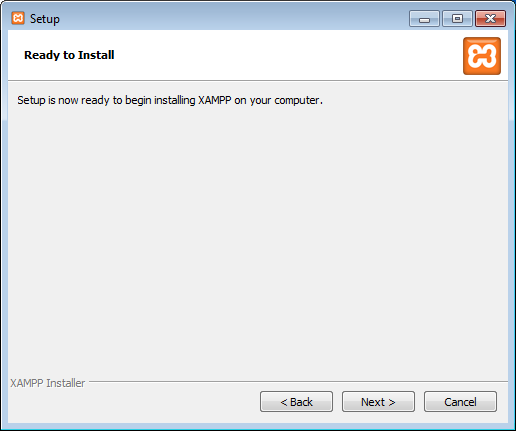 Setup
Ready to Install
Setup is now ready to begin installing XAMPP on your computer.
XAMPP Installer
< Back
Next >
Cancel